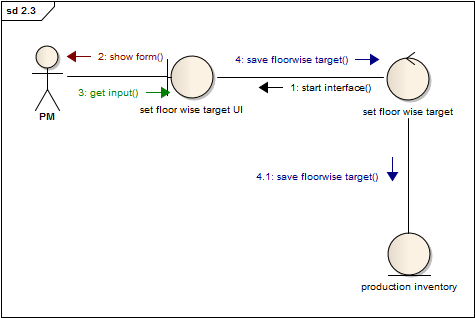 sd 2.3
2: show form()
4: save floorwise target()
3: get input()
1: start interface()
set floor wise target UI
set floor wise target
PM
4.1: save floorwise target()
production inventory